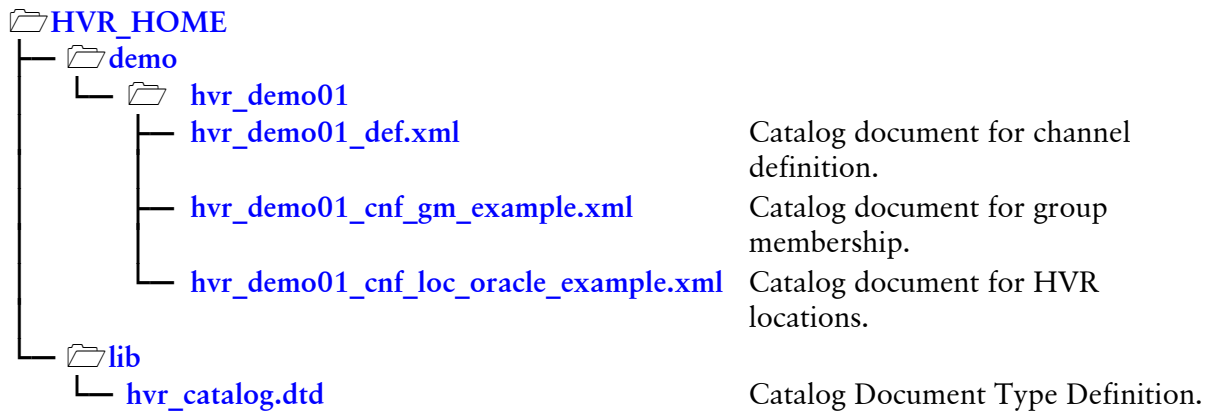 HVR_HOME
demo
hvr_demo01
hvr_demo01_def.xml Catalog document for channel
definition.
hvr_demo01_cnf_gm_example.xml Catalog document for group
membership.
hvr_demo01_cnf_loc_oracle_example.xml Catalog document for HVR
locations.
lib
hvr_catalog.dtd Catalog Document Type Definition.